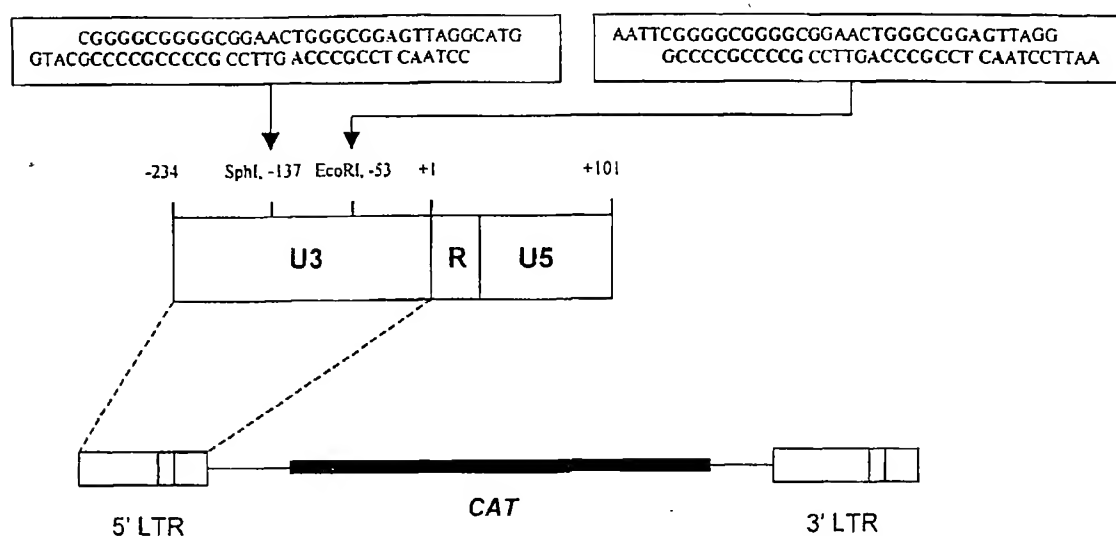 CGGGGCGGGGCGGAACTGGGCGGAGTTAGGCATG
GTACGCCCCGCCCCG CCTTG ACCCGCCT CAATCC
AATTCGGGGCGGGGCGGAACTGGGCGGAGTTAGG
GCCCCGCCCCG CCTTGACCCGCCT CAATCCTTAA
-234 SphI, -137 EcoRI, -53 +1 +101
U3 R U5
CAT
5' LTR 3' LTR